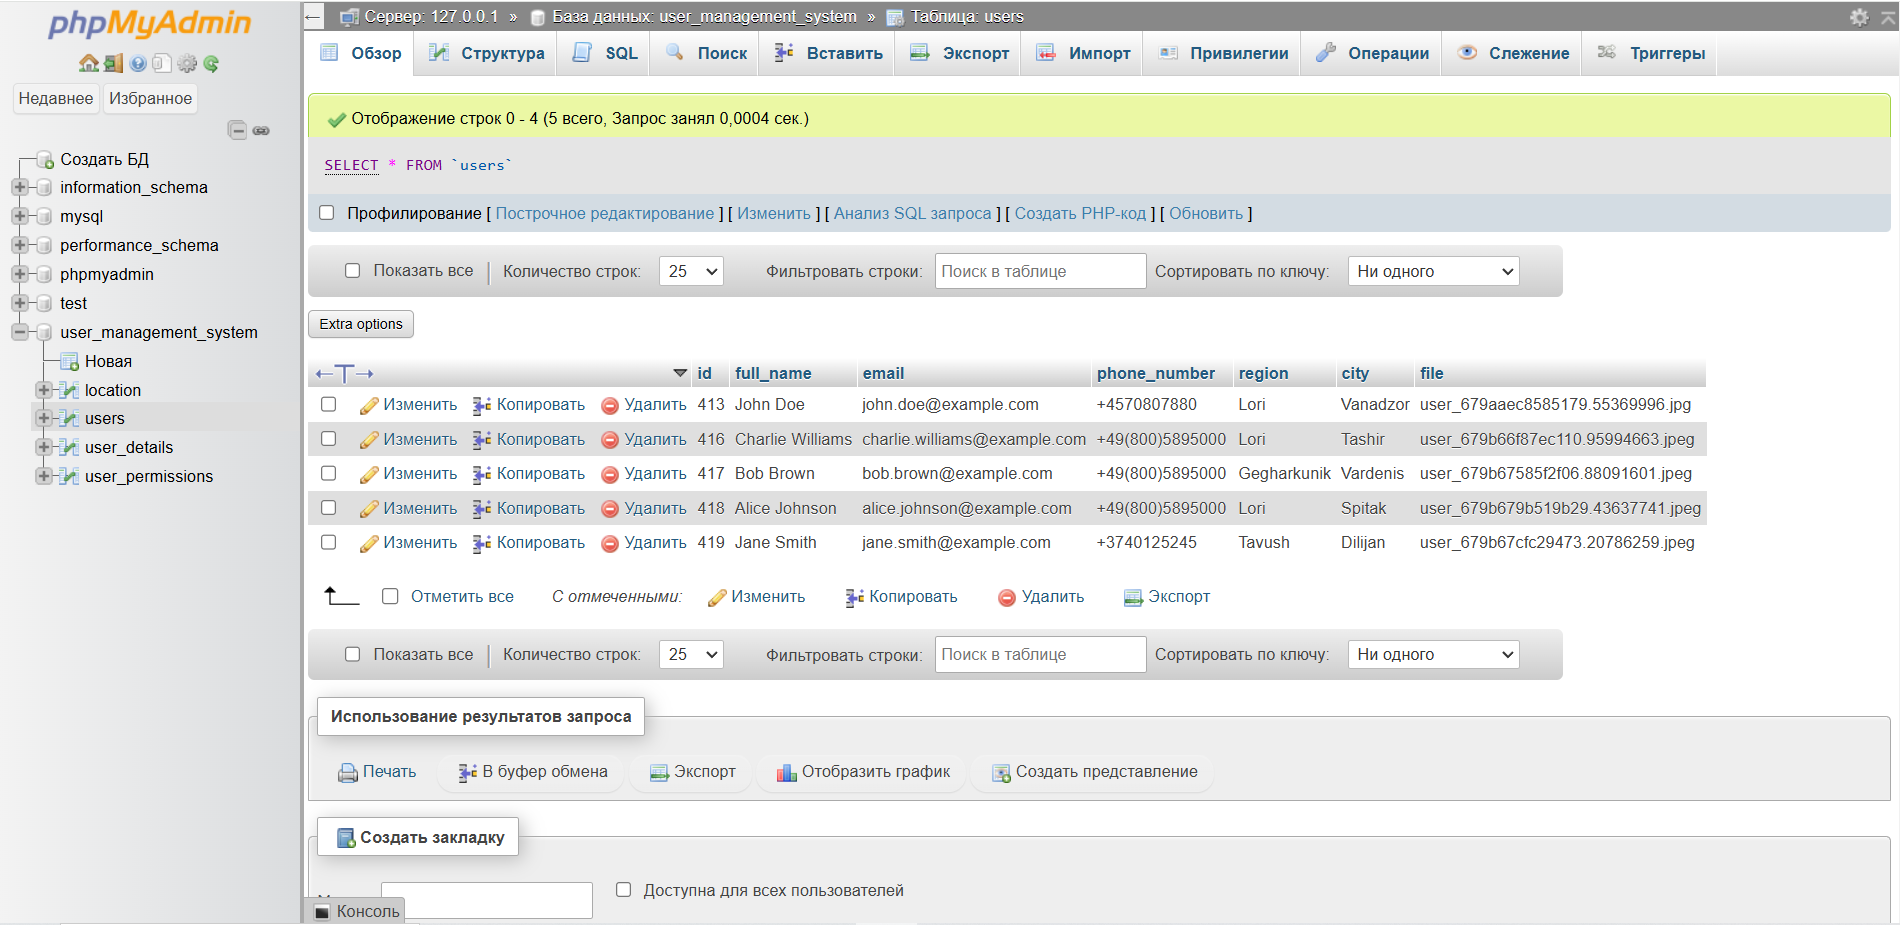 phpMyAdmin
Недавнее Избранное
Создать БД
information_schema
mysql
performance_schema
phpmyadmin
test
user_management_system
Новая
location
users
user_details
user_permissions
Сервер: 127.0.0.1 » База данных: user_management_system » Таблица: users
Обзор Структура SQL Поиск Вставить Экспорт Импорт Привилегии Операции Слежение Триггеры
Отображение строк 0 - 4 (5 всего, Запрос занял 0,0004 сек.)
SELECT * FROM `users`
Профилирование [ Построчное редактирование ] [ Изменить ] [ Анализ SQL запроса ] [ Создать PHP-код ] [ Обновить ]
Показать все | Количество строк: 25 Фильтровать строки: Поиск в таблице Сортировать по ключу: Ни одного
Extra options
←T→ id full_name email phone_number region city file
Изменить Копировать Удалить 413 John Doe john.doe@example.com +4570807880 Lori Vanadzor user_679aaec8585179.55369996.jpg
Изменить Копировать Удалить 416 Charlie Williams charlie.williams@example.com +49(800)5895000 Lori Tashir user_679b66f87ec110.95994663.jpeg
Изменить Копировать Удалить 417 Bob Brown bob.brown@example.com +49(800)5895000 Gegharkunik Vardenis user_679b67585f2f06.88091601.jpeg
Изменить Копировать Удалить 418 Alice Johnson alice.johnson@example.com +49(800)5895000 Lori Spitak user_679b679b519b29.43637741.jpeg
Изменить Копировать Удалить 419 Jane Smith jane.smith@example.com +3740125245 Tavush Dilijan user_679b67cfc29473.20786259.jpeg
Отметить все С отмеченными: Изменить Копировать Удалить Экспорт
Показать все | Количество строк: 25 Фильтровать строки: Поиск в таблице Сортировать по ключу: Ни одного
Использование результатов запроса
Печать В буфер обмена Экспорт Отобразить график Создать представление
Создать закладку
Доступна для всех пользователей
Консоль